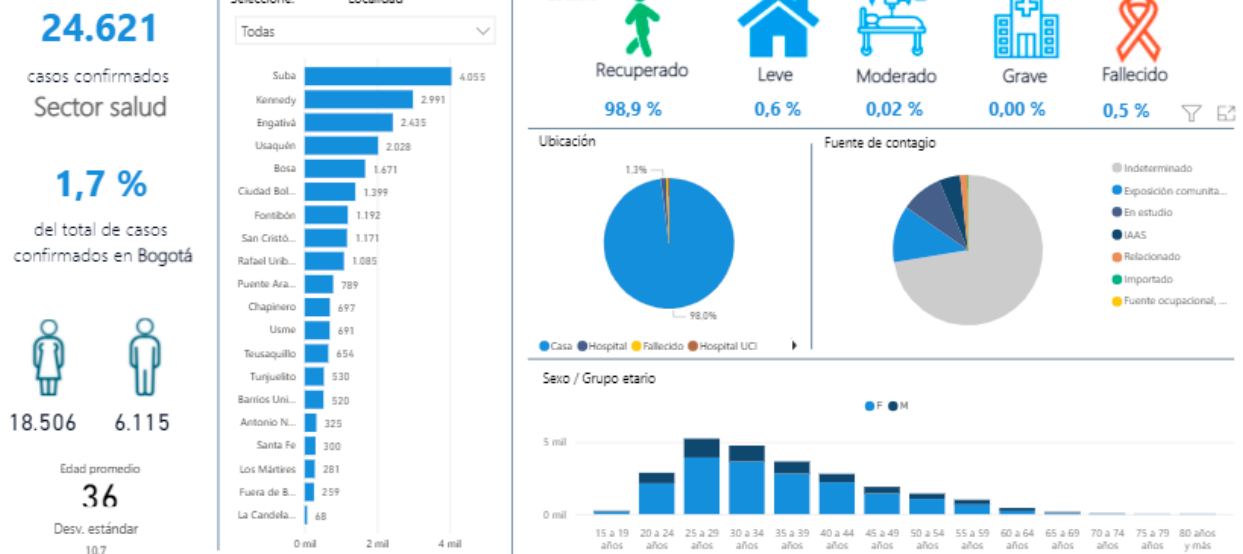 24.621
casos confirmados
Sector salud
1,7 %
del total de casos
confirmados en Bogotá
18.506 6.115
Edad promedio
36
Desv. estándar
10.7
Seleccione: Localidad
Todas
Suba 4.055
Kennedy 2.991
Engativá 2.435
Usaquén 2.028
Bosa 1.671
Ciudad Bol... 1.399
Fontibón 1.192
San Cristó... 1.171
Rafael Urib... 1.085
Puente Ara... 789
Chapinero 697
Usme 691
Teusaquillo 654
Tunjuelito 530
Barrios Uni... 520
Antonio N... 325
Santa Fe 300
Los Mártires 281
Fuera de B... 259
La Candela... 68
0 mil 2 mil 4 mil
Recuperado Leve Moderado Grave Fallecido
98,9 % 0,6 % 0,02 % 0,00 % 0,5 %
Ubicación
1.3%
98.0%
Casa Hospital Fallecido Hospital UCI
Fuente de contagio
Indeterminado
Exposición comunita...
En estudio
IAAS
Relacionado
Importado
Fuente ocupacional, ...
Sexo / Grupo etario
F M
5 mil
0 mil
15 a 19 20 a 24 25 a 29 30 a 34 35 a 39 40 a 44 45 a 49 50 a 54 55 a 59 60 a 64 65 a 69 70 a 74 75 a 79 80 años
años años años años años años años años años años años años años y más